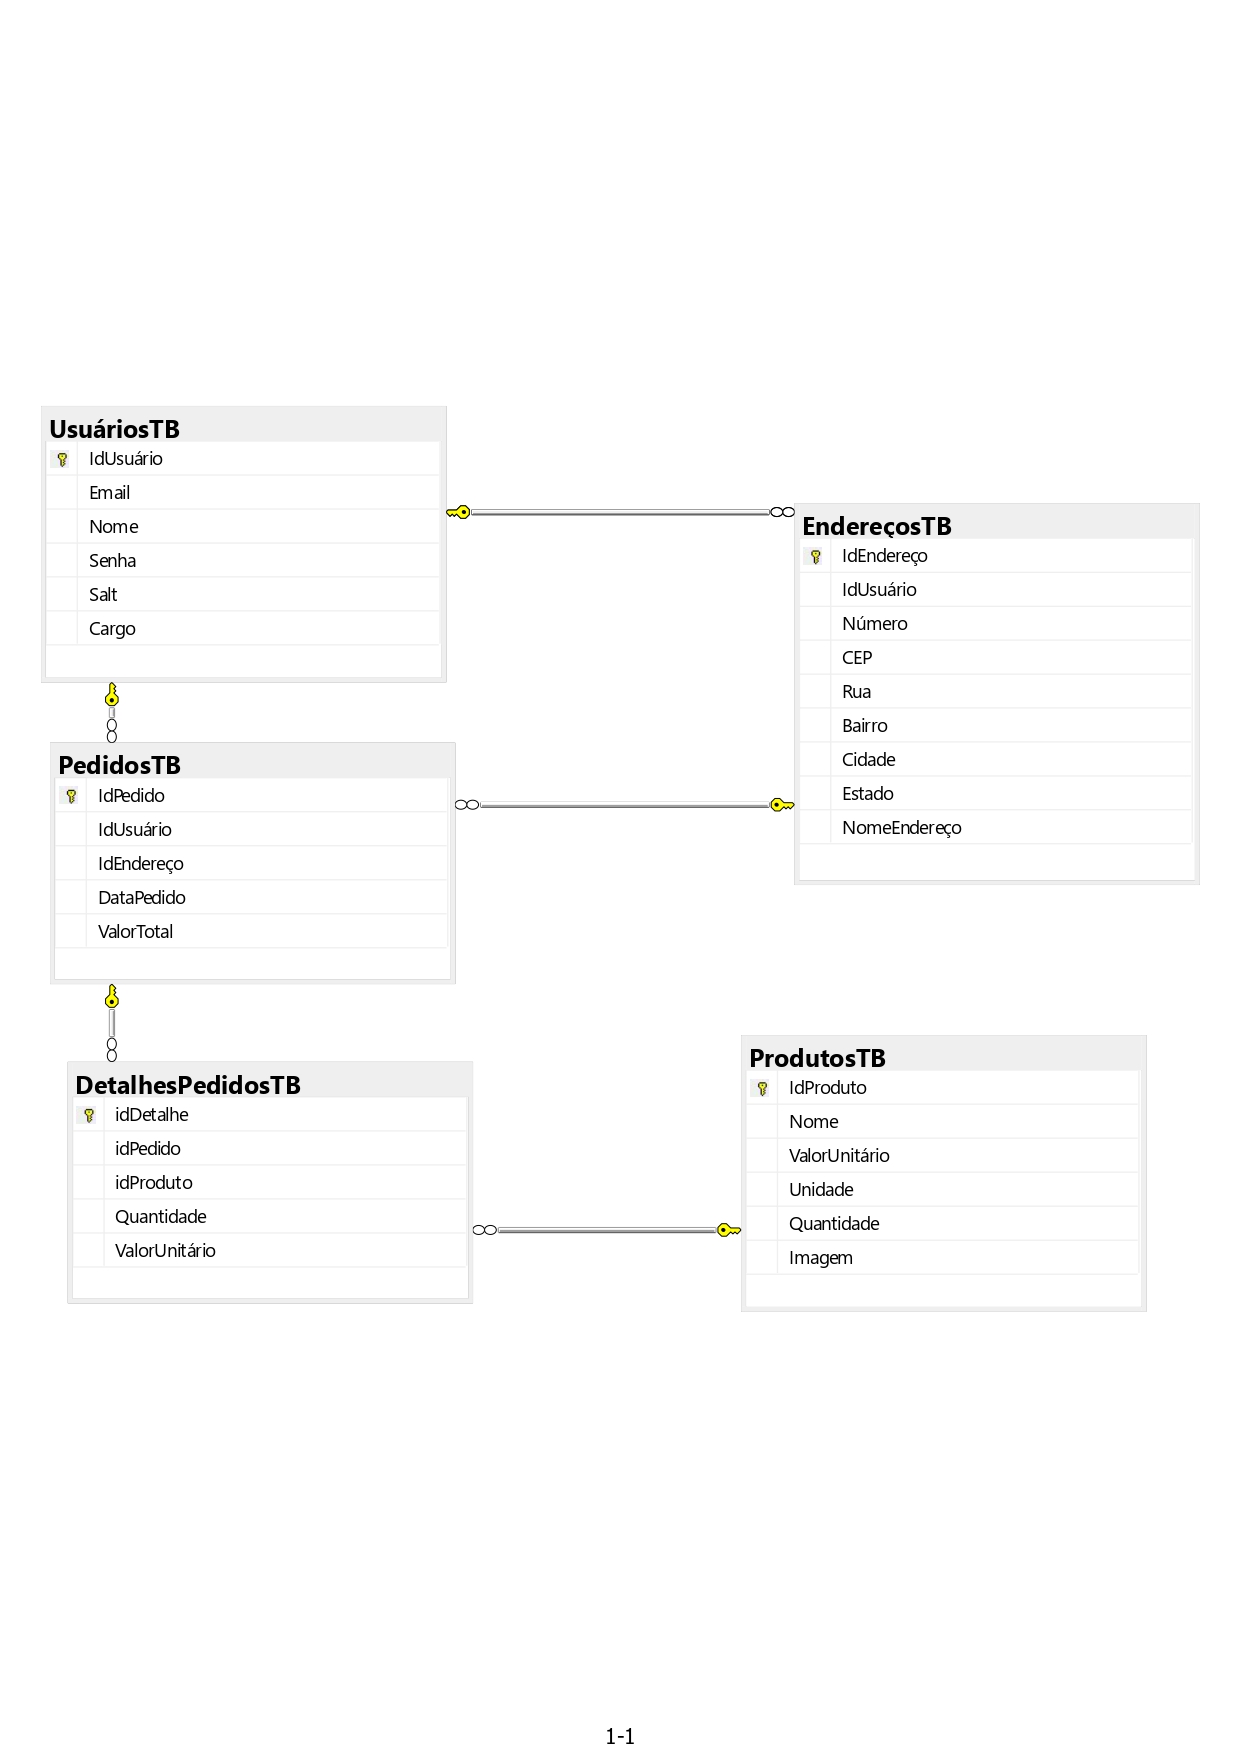 UsuáriosTB
IdUsuário
Email
Nome
Senha
Salt
Cargo
EndereçosTB
IdEndereço
IdUsuário
Número
CEP
Rua
Bairro
Cidade
Estado
NomeEndereço
PedidosTB
IdPedido
IdUsuário
IdEndereço
DataPedido
ValorTotal
DetalhesPedidosTB
idDetalhe
idPedido
idProduto
Quantidade
ValorUnitário
ProdutosTB
IdProduto
Nome
ValorUnitário
Unidade
Quantidade
Imagem
1-1